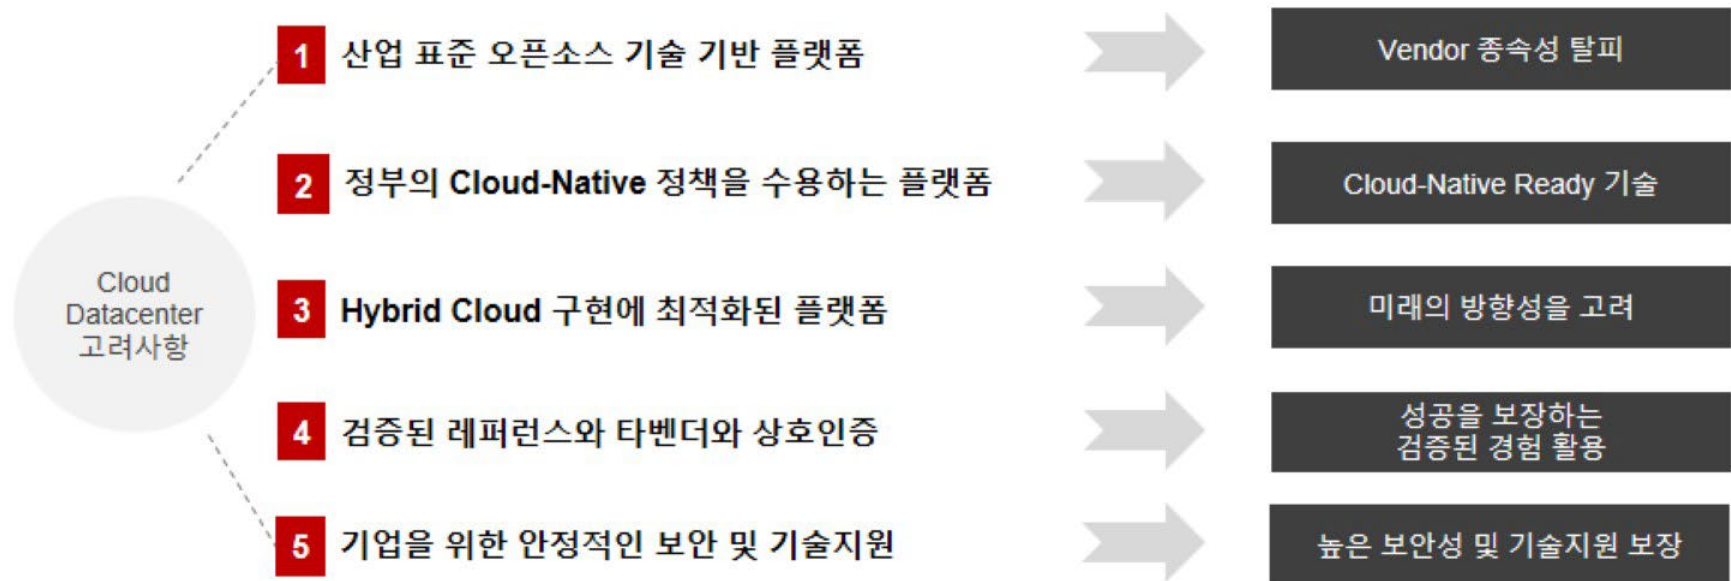 1 산업 표준 오픈소스 기술 기반 플랫폼
Vendor 종속성 탈피
2 정부의 Cloud-Native 정책을 수용하는 플랫폼
Cloud-Native Ready 기술
Cloud
Datacenter
고려사항
3 Hybrid Cloud 구현에 최적화된 플랫폼
미래의 방향성을 고려
4 검증된 레퍼런스와 타벤더와 상호인증
성공을 보장하는
검증된 경험 활용
5 기업을 위한 안정적인 보안 및 기술지원
높은 보안성 및 기술지원 보장